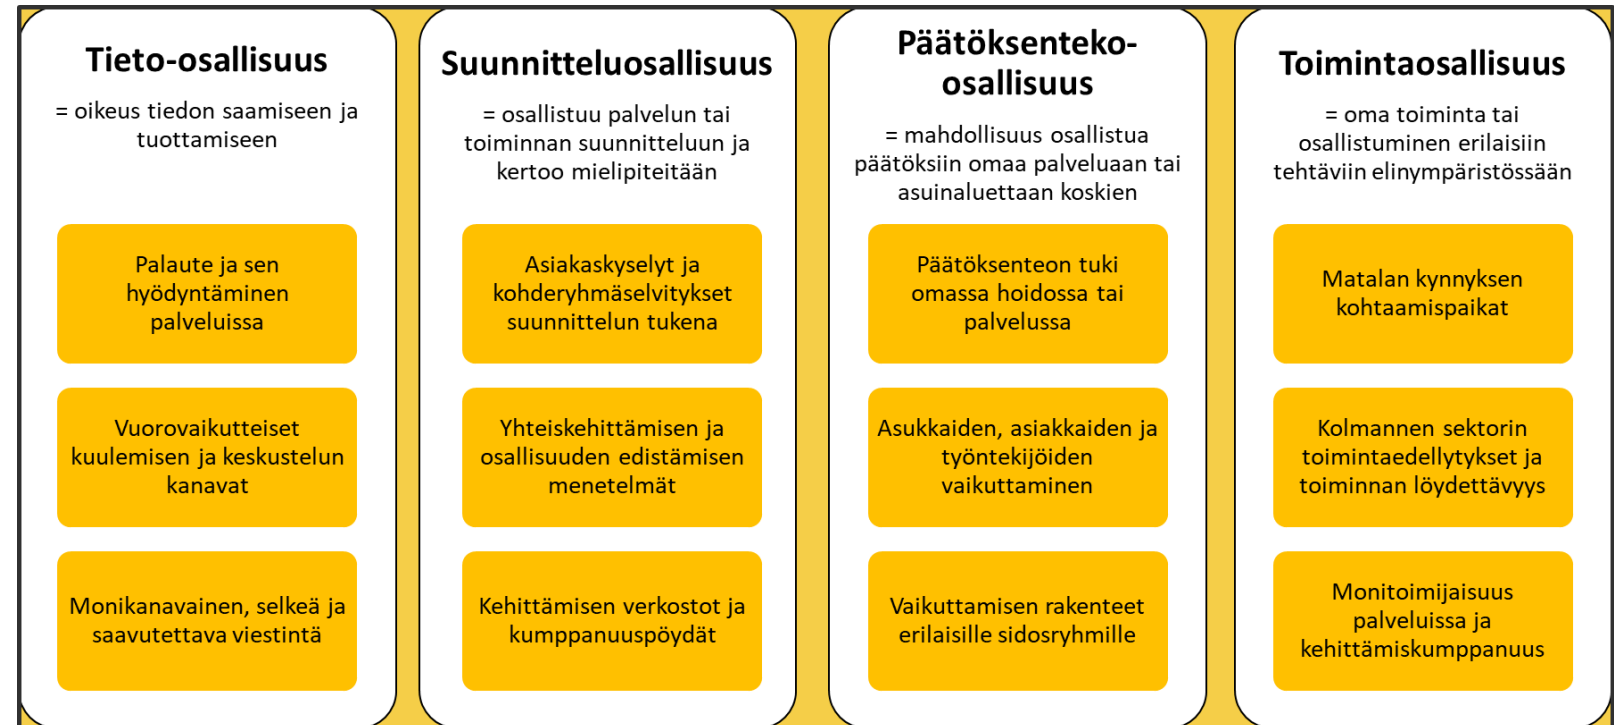 Tieto-osallisuus
= oikeus tiedon saamiseen ja
tuottamiseen
Palaute ja sen
hyödyntäminen
palveluissa
Vuorovaikutteiset
kuulemisen ja keskustelun
kanavat
Monikanavainen, selkeä ja
saavutettava viestintä
Suunnitteluosallisuus
= osallistuu palvelun tai
toiminnan suunnitteluun ja
kertoo mielipiteitään
Asiakaskyselyt ja
kohderyhmäselvitykset
suunnittelun tukena
Yhteiskehittämisen ja
osallisuuden edistämisen
menetelmät
Kehittämisen verkostot ja
kumppanuuspöydät
Päätöksenteko-
osallisuus
= mahdollisuus osallistua
päätöksiin omaa palveluaan tai
asuinaluettaan koskien
Päätöksenteon tuki
omassa hoidossa tai
palvelussa
Asukkaiden, asiakkaiden ja
työntekijöiden
vaikuttaminen
Vaikuttamisen rakenteet
erilaisille sidosryhmille
Toimintaosallisuus
= oma toiminta tai
osallistuminen erilaisiin
tehtäviin elinympäristössään
Matalan kynnyksen
kohtaamispaikat
Kolmannen sektorin
toimintaedellytykset ja
toiminnan löydettävyys
Monitoimijaisuus
palveluissa ja
kehittämiskumppanuus